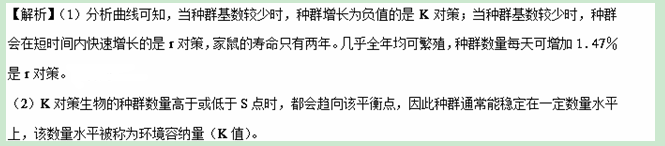 【解析】（1）分析曲线可知，当种群基数较少时，种群增长为负值的是 K 对策；当种群基数较少时，种群
会在短时间内快速增长的是 r 对策，家鼠的寿命只有两年。几乎全年均可繁殖，种群数量每天可增加 1.47%
是 r 对策。
（2）K 对策生物的种群数量高于或低于 S 点时，都会趋向该平衡点，因此种群通常能稳定在一定数量水平
上，该数量水平被称为环境容纳量（K 值）。